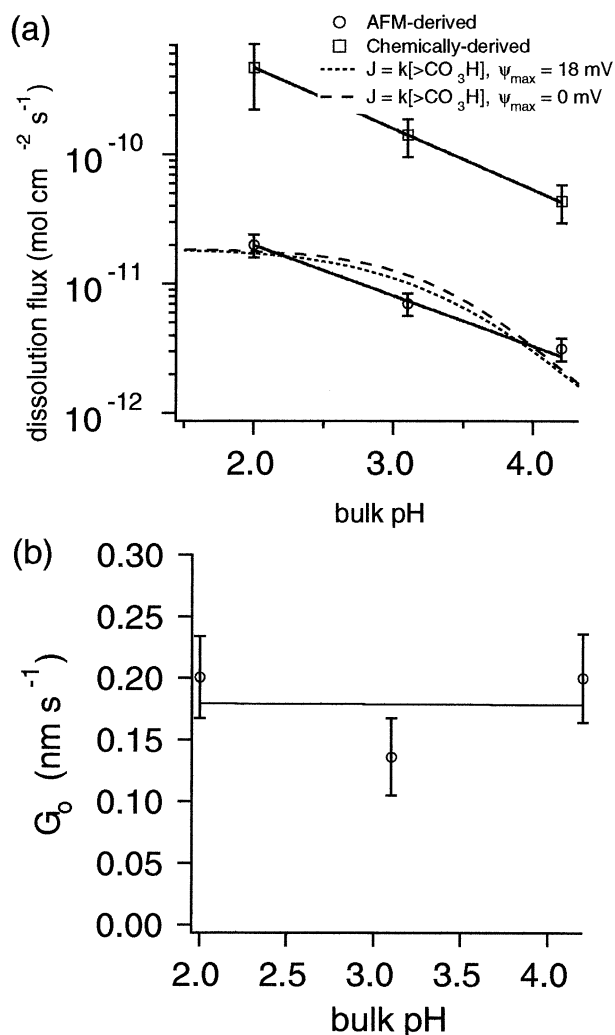 (a)
AFM-derived
Chemically-derived
J = k[>CO₃H], ψmax = 18 mV
J = k[>CO₃H], ψmax = 0 mV
dissolution flux (mol cm⁻² s⁻¹)
10⁻¹⁰
10⁻¹¹
10⁻¹²
2.0 3.0 4.0
bulk pH
(b)
G₀ (nm s⁻¹)
0.30
0.25
0.20
0.15
0.10
0.05
0.00
2.0 2.5 3.0 3.5 4.0
bulk pH